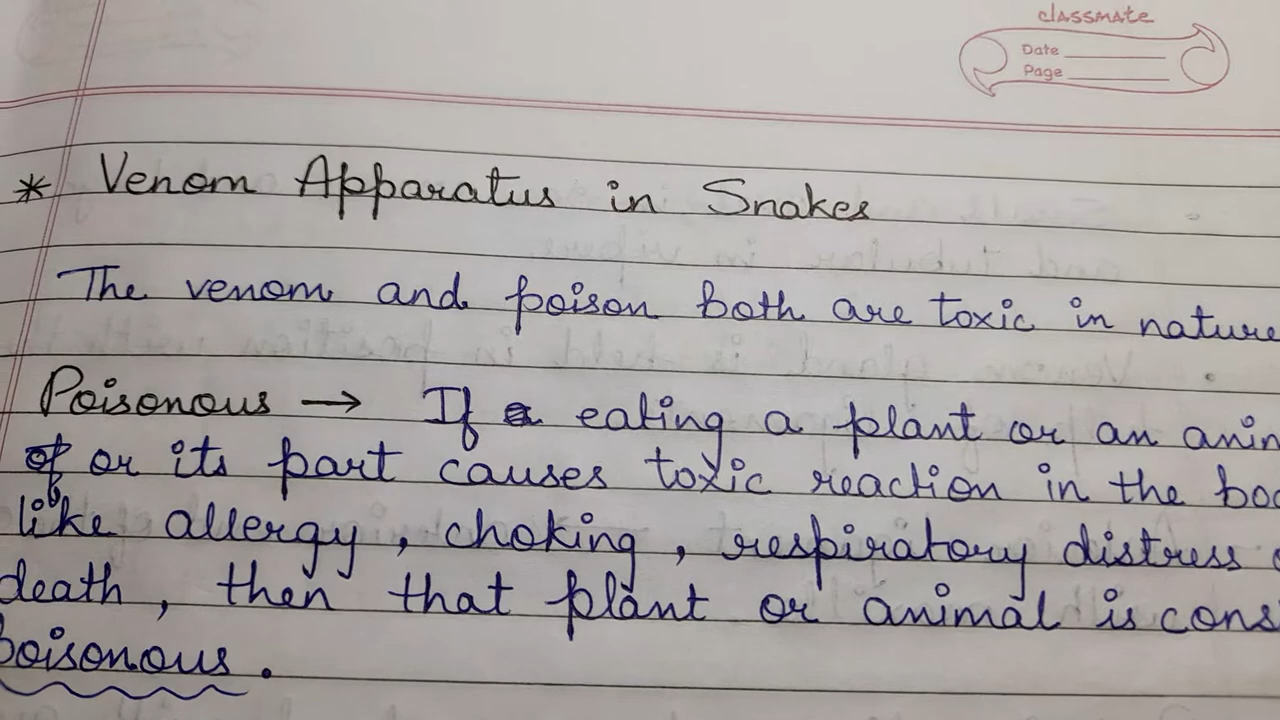 classmate
Date
Page
* Venom Apparatus in Snakes
The venom and poison both are toxic in nature
Poisonous → If eating a plant or an anim
or its part causes toxic reaction in the bod
like allergy, choking, respiratory distress
death, then that plant or animal is cons
poisonous.